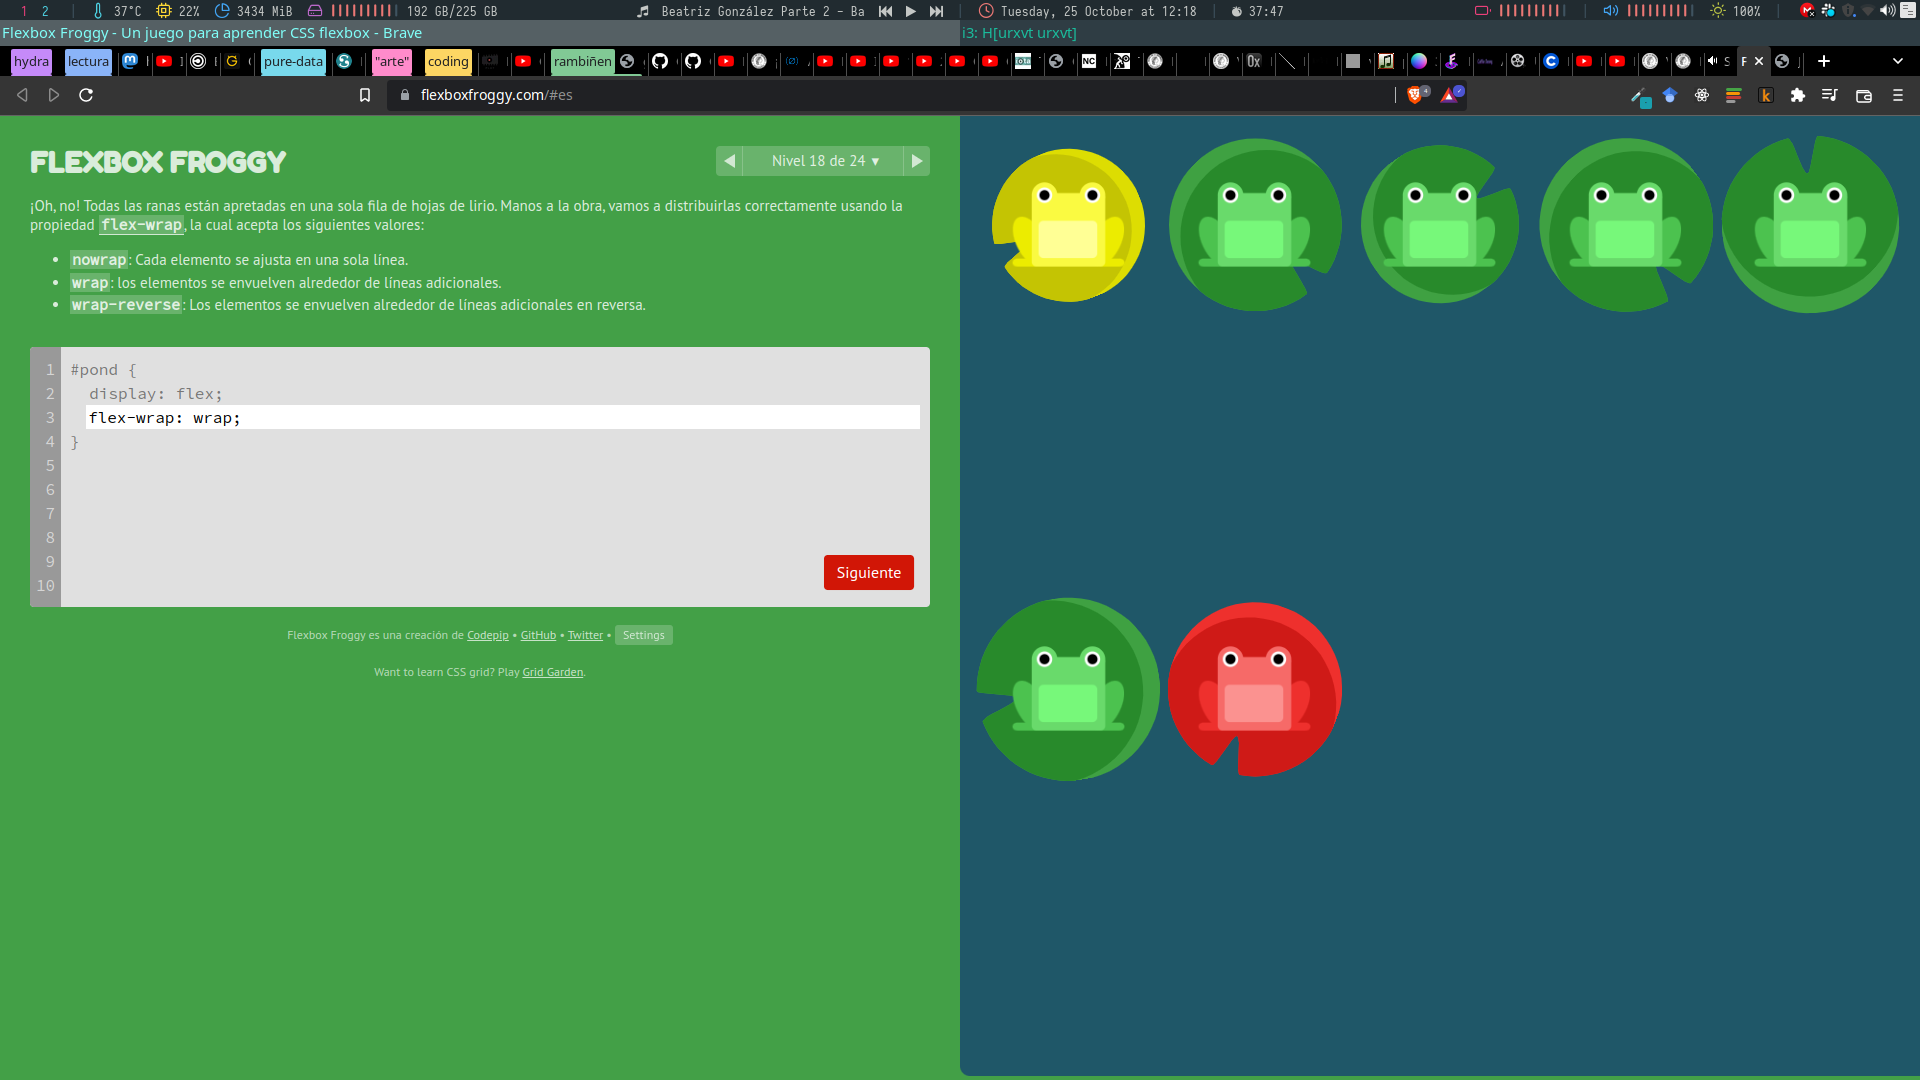 1 2 37°C 22% 3434 MiB 192 GB/225 GB Beatriz González Parte 2 - Ba Tuesday, 25 October at 12:18 37:47 100%
Flexbox Froggy - Un juego para aprender CSS flexbox - Brave
i3: H[urxvt urxvt]
hydra lectura pure-data "arte" coding rambiñen
flexboxfroggy.com/#es
FLEXBOX FROGGY
Nivel 18 de 24 ▾
¡Oh, no! Todas las ranas están apretadas en una sola fila de hojas de lirio. Manos a la obra, vamos a distribuirlas correctamente usando la
propiedad flex-wrap, la cual acepta los siguientes valores:
• nowrap: Cada elemento se ajusta en una sola línea.
• wrap: los elementos se envuelven alrededor de líneas adicionales.
• wrap-reverse: Los elementos se envuelven alrededor de líneas adicionales en reversa.
1 #pond {
2 display: flex;
3 flex-wrap: wrap;
4 }
5
6
7
8
9
10
Siguiente
Flexbox Froggy es una creación de Codepip • GitHub • Twitter • Settings
Want to learn CSS grid? Play Grid Garden.